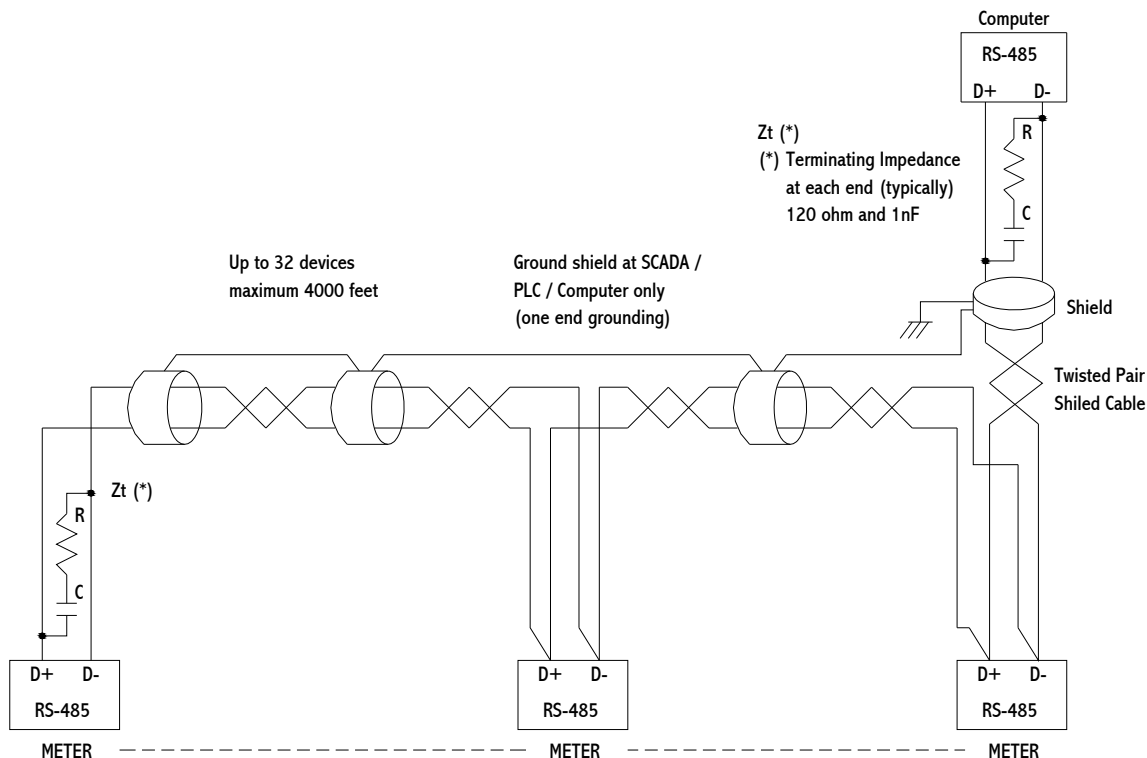 Computer
RS-485
D+ D-
R
C
Zt (*)
(*) Terminating Impedance
at each end (typically)
120 ohm and 1nF
Up to 32 devices
maximum 4000 feet
Ground shield at SCADA /
PLC / Computer only
(one end grounding)
Shield
Twisted Pair
Shiled Cable
Zt (*)
R
C
D+ D-
RS-485
METER
D+ D-
RS-485
METER
D+ D-
RS-485
METER